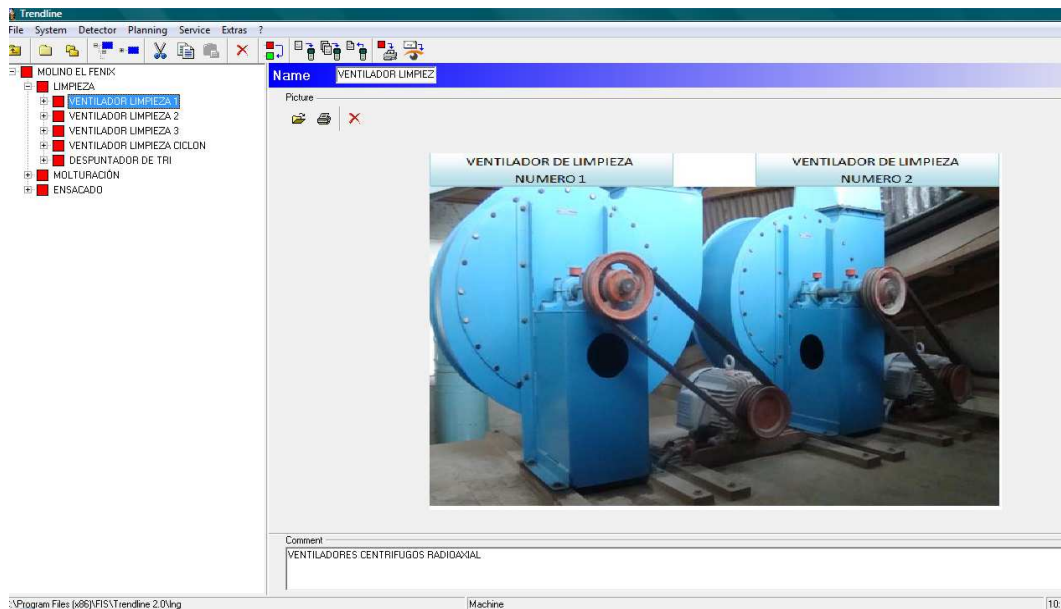 Trendline
File System Detector Planning Service Extras ?
MOLINO EL FENIX
LIMPIEZA
VENTILADOR LIMPIEZA 1
VENTILADOR LIMPIEZA 2
VENTILADOR LIMPIEZA 3
VENTILADOR LIMPIEZA CICLON
DESPUNTADOR DE TRI
MOLTURACIÓN
ENSACADO
Name VENTILADOR LIMPIEZ
Picture
VENTILADOR DE LIMPIEZA
NUMERO 1
VENTILADOR DE LIMPIEZA
NUMERO 2
Comment
VENTILADORES CENTRIFUGOS RADIOAXIAL
:\Program Files (x86)\FIS\Trendline 2.0\lng
Machine
10: